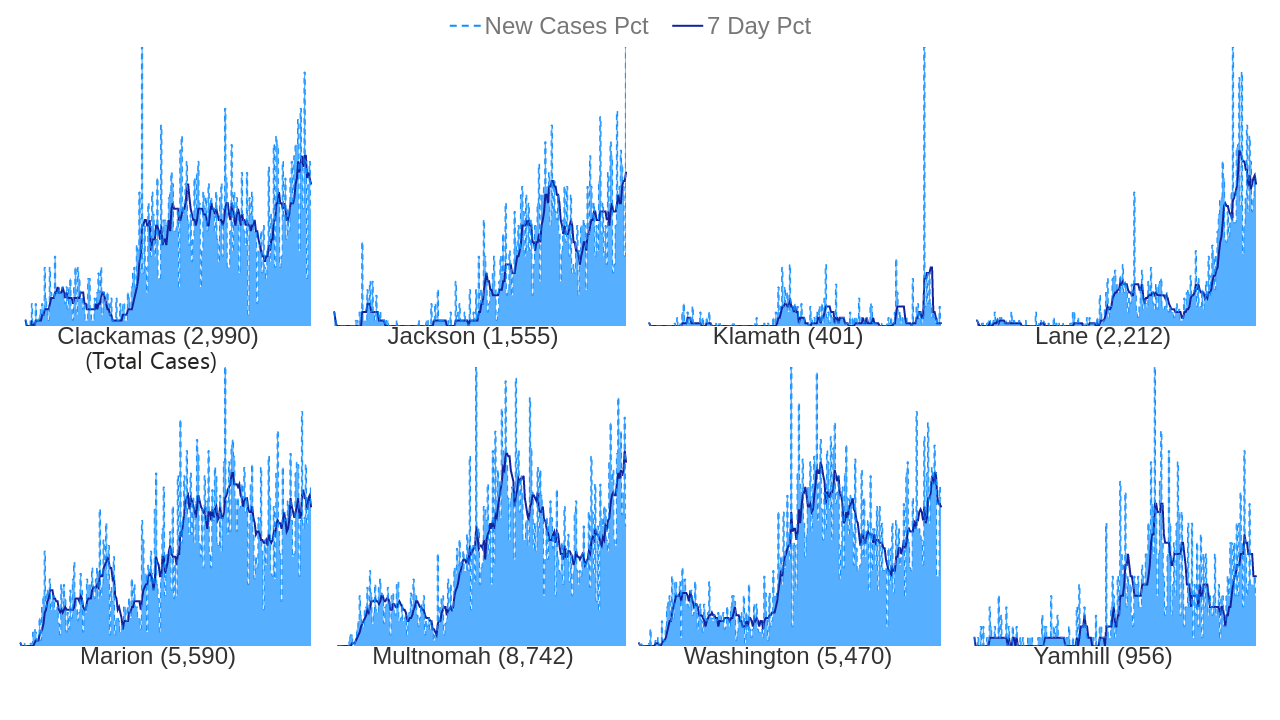 New Cases Pct 7 Day Pct
Clackamas (2,990) Jackson (1,555) Klamath (401) Lane (2,212)
(Total Cases)
Marion (5,590) Multnomah (8,742) Washington (5,470) Yamhill (956)